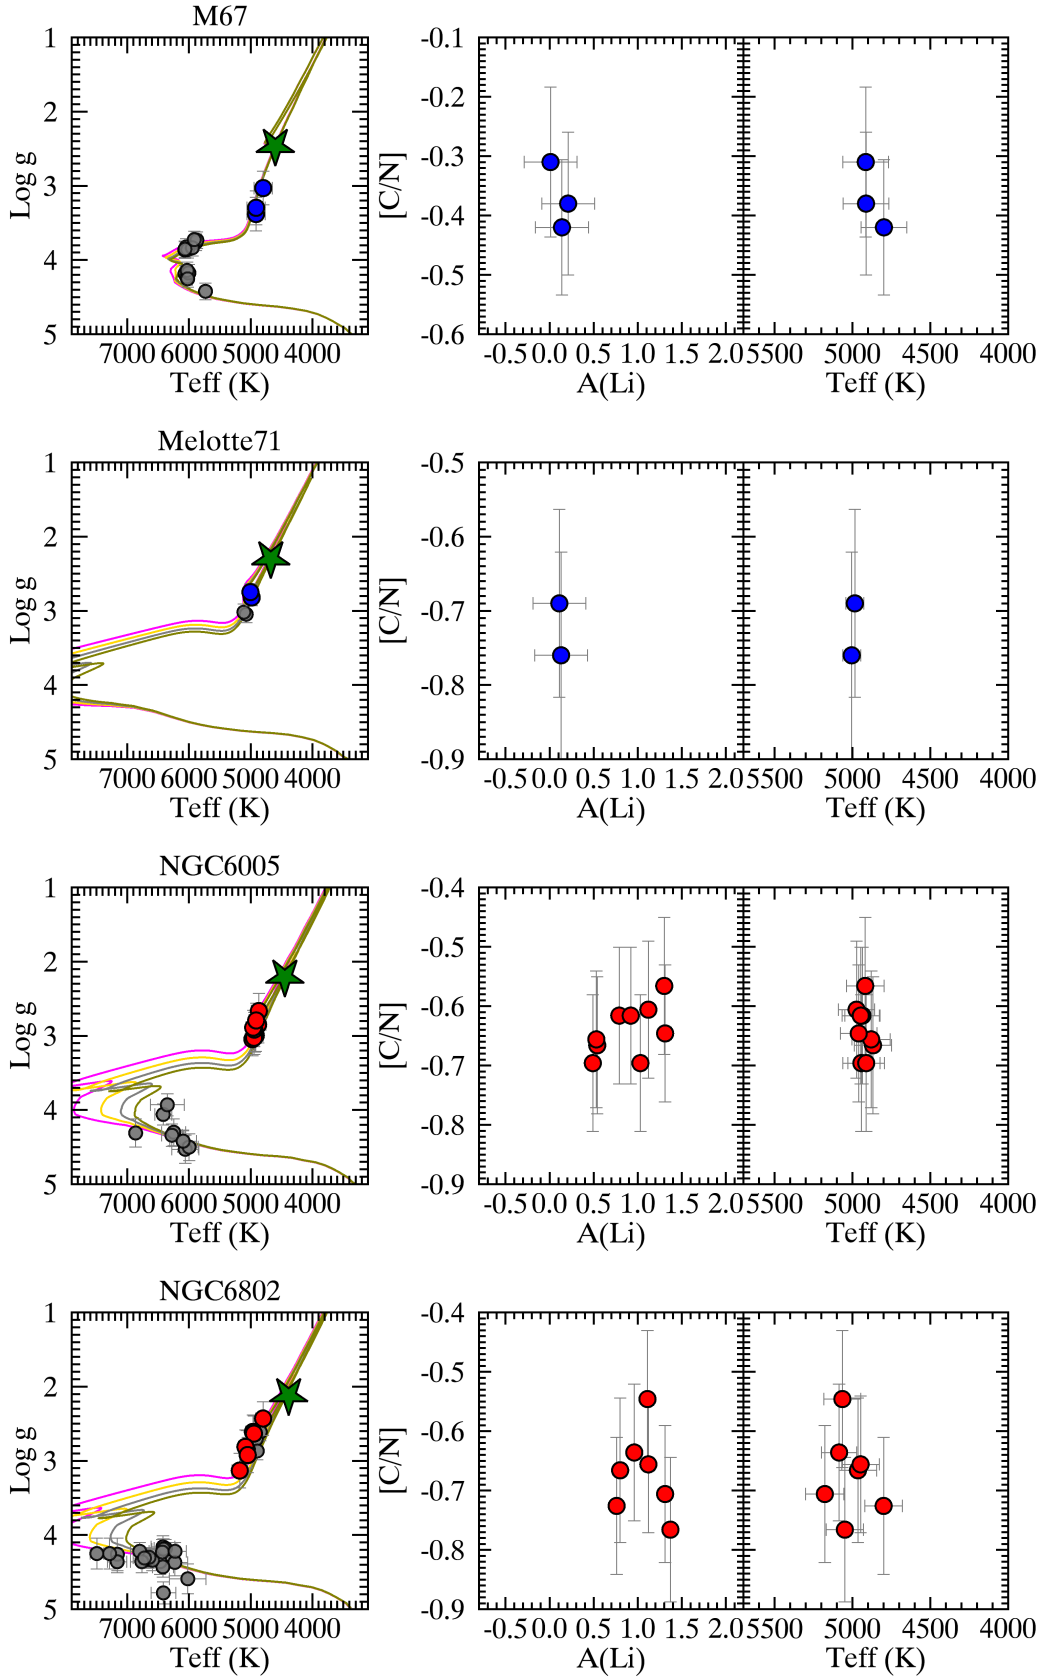 M67
1
2
3
4
5
Log g
7000 6000 5000 4000
Teff (K)
-0.1
-0.2
-0.3
-0.4
-0.5
-0.6
[C/N]
-0.5 0.0 0.5 1.0 1.5 2.0
A(Li)
5500 5000 4500 4000
Teff (K)
Melotte71
1
2
3
4
5
Log g
7000 6000 5000 4000
Teff (K)
-0.5
-0.6
-0.7
-0.8
-0.9
[C/N]
-0.5 0.0 0.5 1.0 1.5 2.0
A(Li)
5500 5000 4500 4000
Teff (K)
NGC6005
1
2
3
4
5
Log g
7000 6000 5000 4000
Teff (K)
-0.4
-0.5
-0.6
-0.7
-0.8
-0.9
[C/N]
-0.5 0.0 0.5 1.0 1.5 2.0
A(Li)
5500 5000 4500 4000
Teff (K)
NGC6802
1
2
3
4
5
Log g
7000 6000 5000 4000
Teff (K)
-0.4
-0.5
-0.6
-0.7
-0.8
-0.9
[C/N]
-0.5 0.0 0.5 1.0 1.5 2.0
A(Li)
5500 5000 4500 4000
Teff (K)